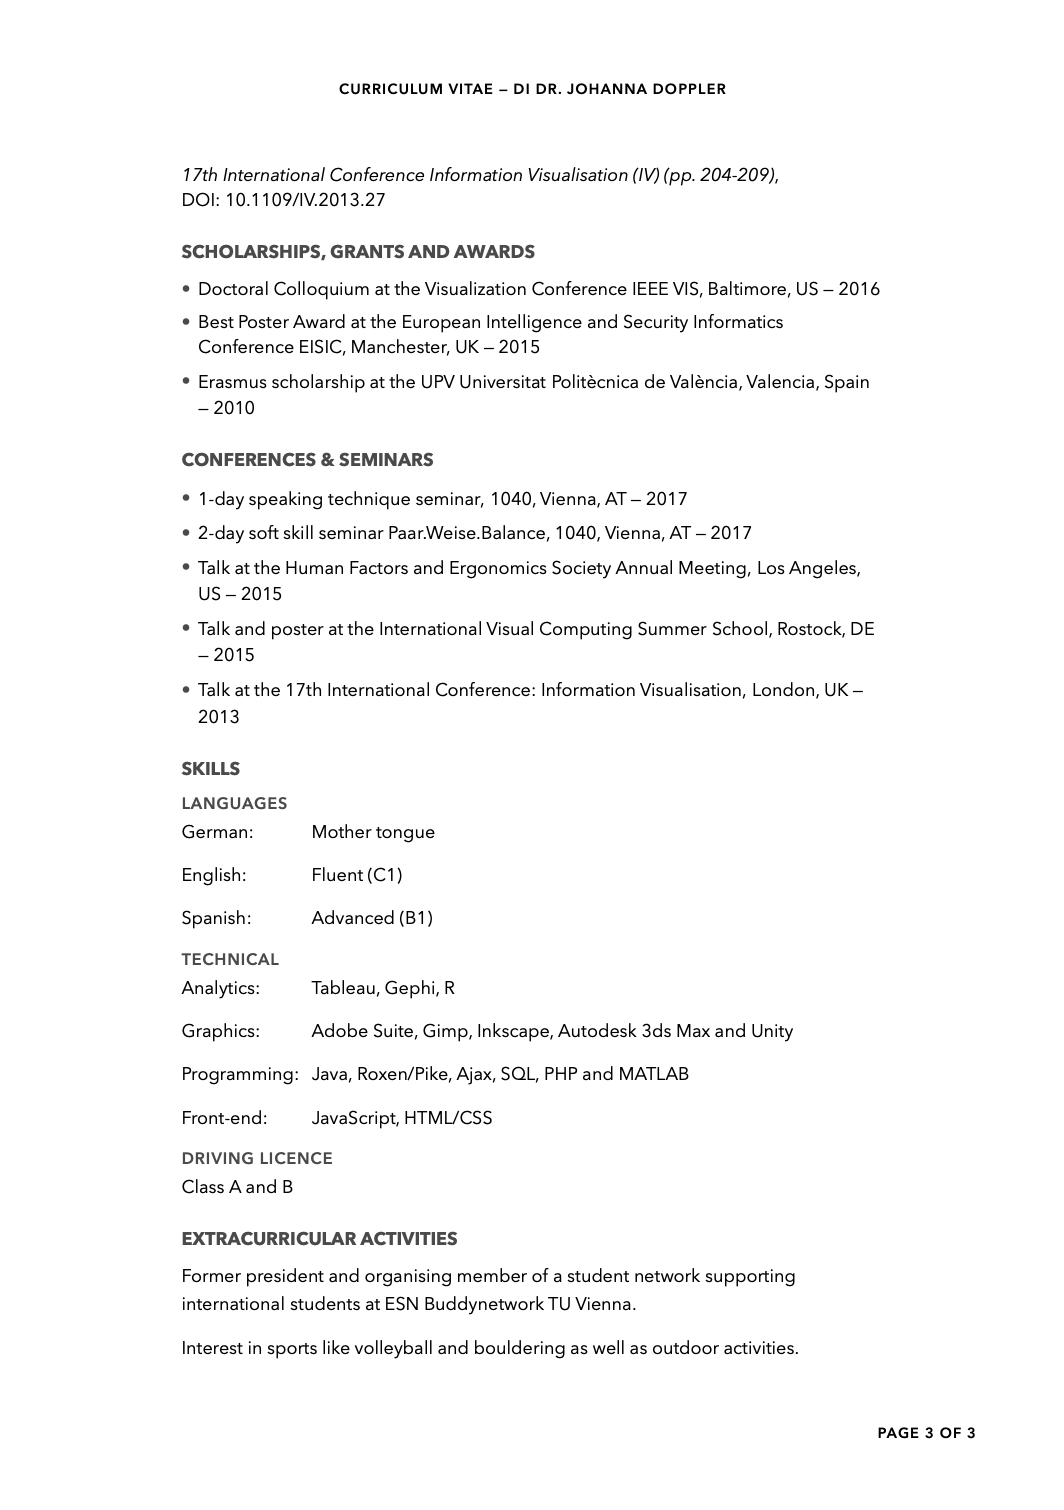 CURRICULUM VITAE – DI DR. JOHANNA DOPPLER
17th International Conference Information Visualisation (IV) (pp. 204-209),
DOI: 10.1109/IV.2013.27
SCHOLARSHIPS, GRANTS AND AWARDS
• Doctoral Colloquium at the Visualization Conference IEEE VIS, Baltimore, US – 2016
• Best Poster Award at the European Intelligence and Security Informatics
Conference EISIC, Manchester, UK – 2015
• Erasmus scholarship at the UPV Universitat Politècnica de València, Valencia, Spain
– 2010
CONFERENCES & SEMINARS
• 1-day speaking technique seminar, 1040, Vienna, AT – 2017
• 2-day soft skill seminar Paar.Weise.Balance, 1040, Vienna, AT – 2017
• Talk at the Human Factors and Ergonomics Society Annual Meeting, Los Angeles,
US – 2015
• Talk and poster at the International Visual Computing Summer School, Rostock, DE
– 2015
• Talk at the 17th International Conference: Information Visualisation, London, UK –
2013
SKILLS
LANGUAGES
German: Mother tongue
English: Fluent (C1)
Spanish: Advanced (B1)
TECHNICAL
Analytics: Tableau, Gephi, R
Graphics: Adobe Suite, Gimp, Inkscape, Autodesk 3ds Max and Unity
Programming: Java, Roxen/Pike, Ajax, SQL, PHP and MATLAB
Front-end: JavaScript, HTML/CSS
DRIVING LICENCE
Class A and B
EXTRACURRICULAR ACTIVITIES
Former president and organising member of a student network supporting
international students at ESN Buddynetwork TU Vienna.
Interest in sports like volleyball and bouldering as well as outdoor activities.
PAGE 3 OF 3